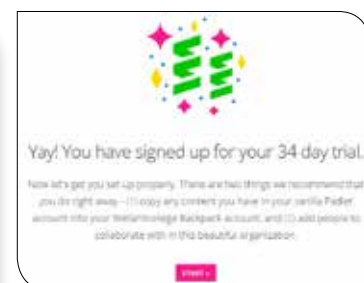 Yay! You have signed up for your 34 day trial.
Now let's get you set up properly. There are two things we recommend that
you do right away – (1) copy any content you have in your vanilla Padlet
account into your Backpack account, and (2) add people to
collaborate with in this beautiful organization.
START »